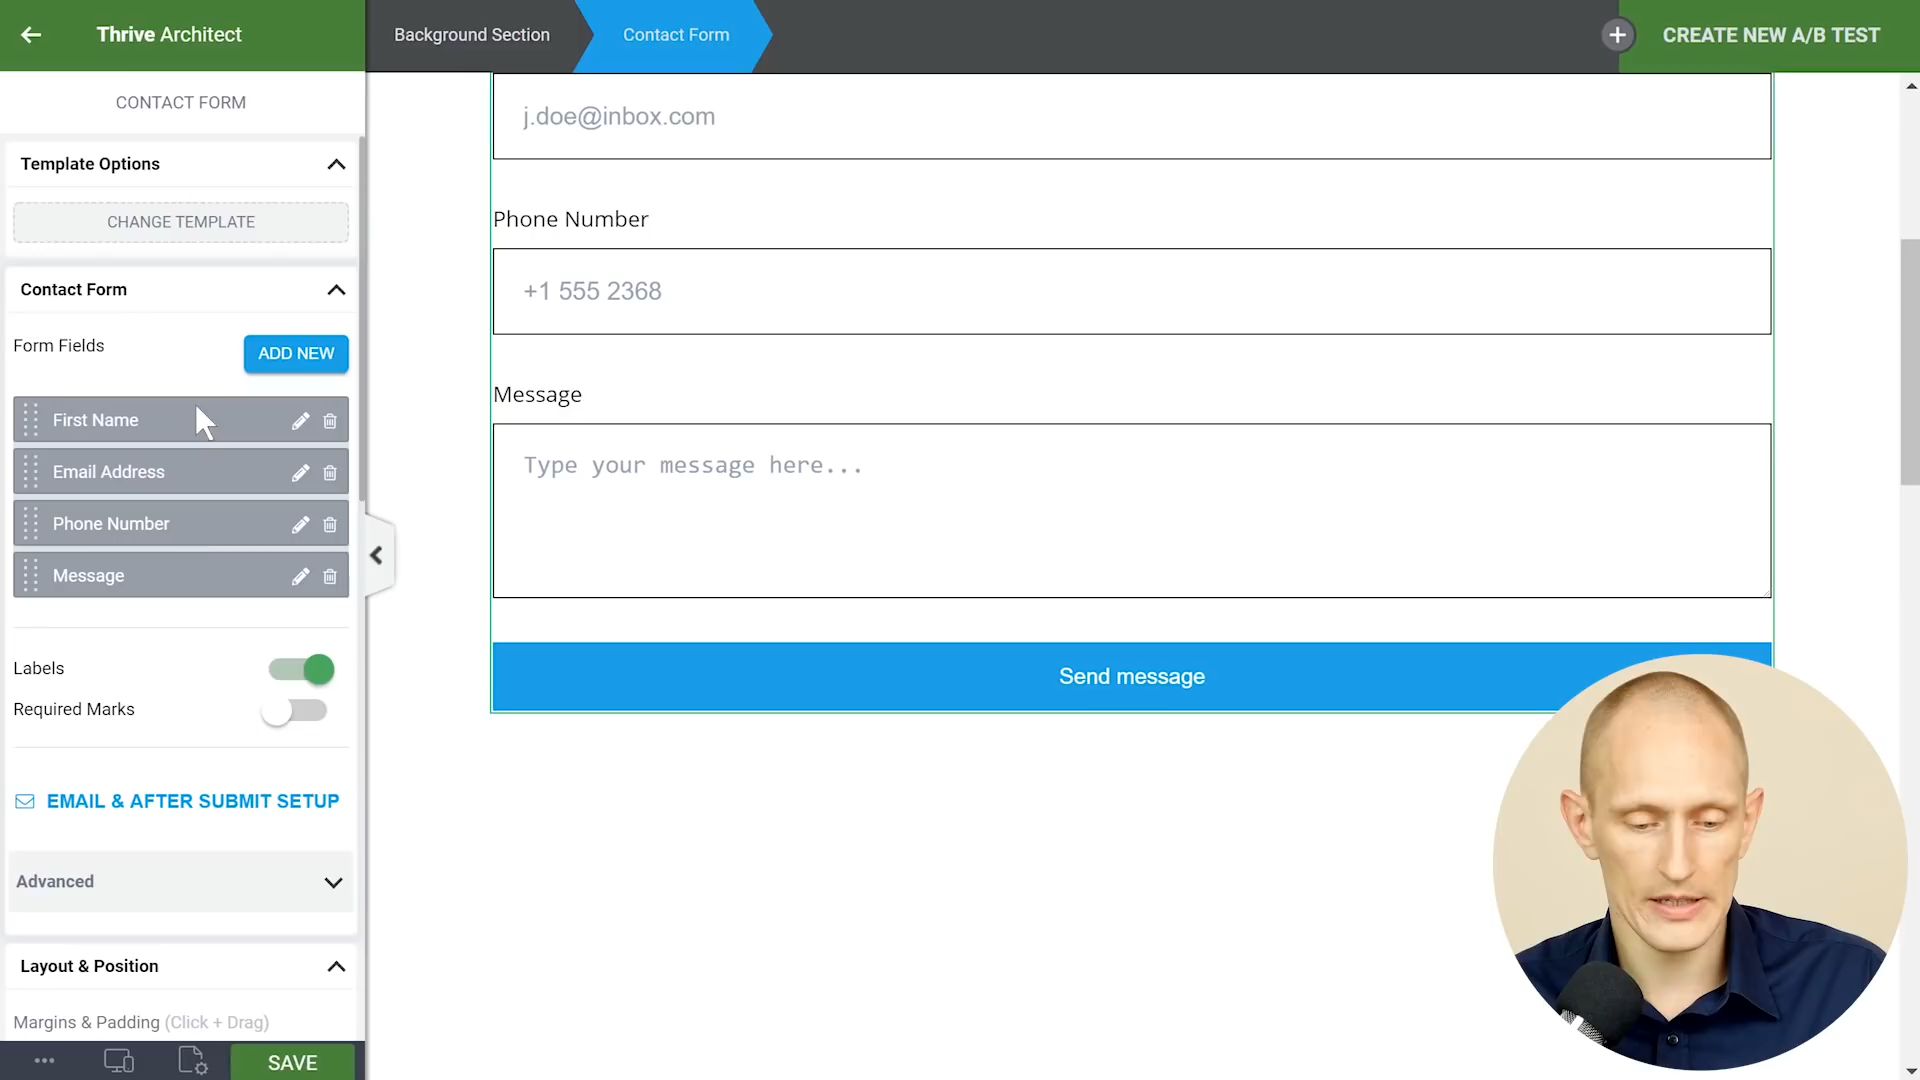 Thrive Architect
Background Section
Contact Form
+
CREATE NEW A/B TEST
CONTACT FORM
Template Options
CHANGE TEMPLATE
Contact Form
Form Fields
ADD NEW
First Name
Email Address
Phone Number
Message
Labels
Required Marks
EMAIL & AFTER SUBMIT SETUP
Advanced
Layout & Position
Margins & Padding (Click + Drag)
SAVE
j.doe@inbox.com
Phone Number
+1 555 2368
Message
Type your message here...
Send message